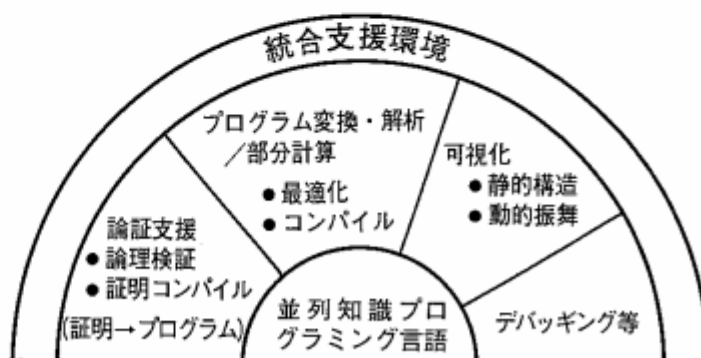 統合支援環境
プログラム変換・解析
／部分計算
● 最適化
● コンパイル
可視化
● 静的構造
● 動的振舞
論証支援
● 論理検証
● 証明コンパイル
(証明→プログラム)
並列知識プロ
グラミング言語
デバッギング等